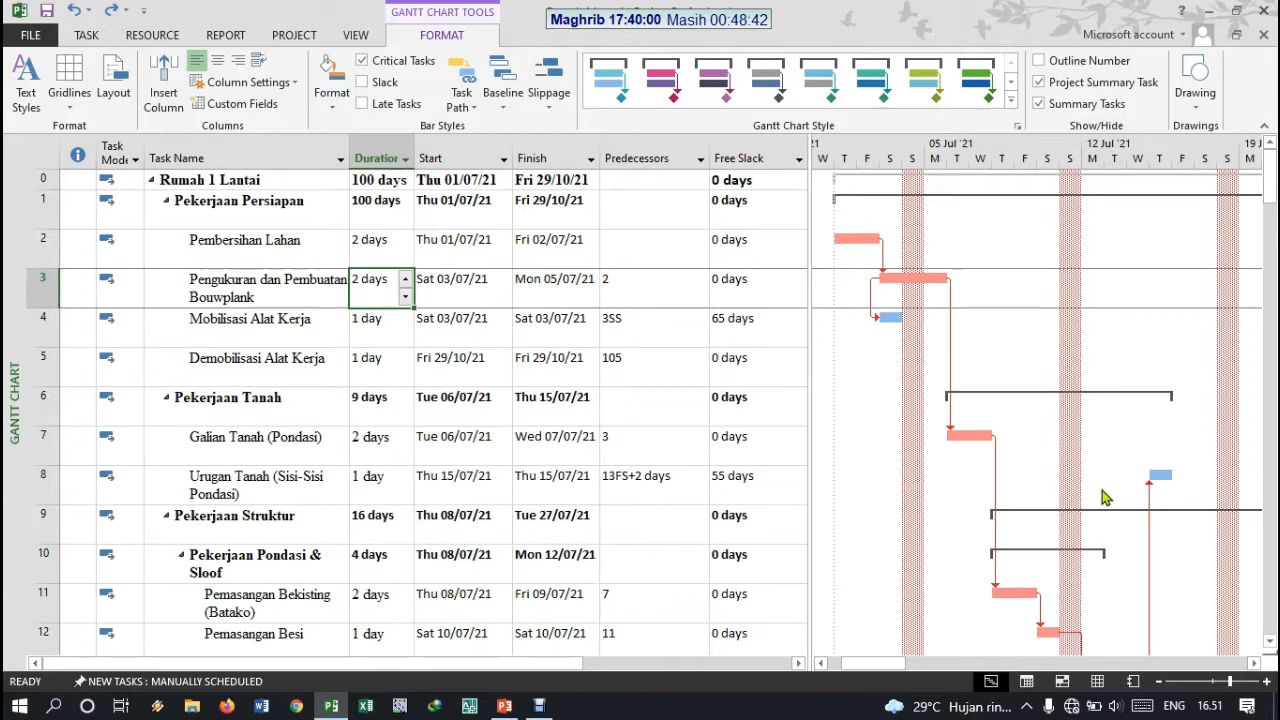 Maghrib 17:40:00 Masih 00:48:42
GANTT CHART TOOLS
FILE TASK RESOURCE REPORT PROJECT VIEW FORMAT
Microsoft account
Text Styles
Gridlines
Layout
Format
Insert Column
Column Settings
Custom Fields
Columns
Format
Critical Tasks
Slack
Late Tasks
Task Path
Baseline
Slippage
Bar Styles
Gantt Chart Style
Outline Number
Project Summary Task
Summary Tasks
Show/Hide
Drawing
Drawings
Task Mode Task Name Duration Start Finish Predecessors Free Slack
21 05 Jul '21 12 Jul '21 19 J
W T F S S M T W T F S S M T W T F S S M
0 Rumah 1 Lantai 100 days Thu 01/07/21 Fri 29/10/21 0 days
1 Pekerjaan Persiapan 100 days Thu 01/07/21 Fri 29/10/21 0 days
2 Pembersihan Lahan 2 days Thu 01/07/21 Fri 02/07/21 0 days
3 Pengukuran dan Pembuatan 2 days Sat 03/07/21 Mon 05/07/21 2 0 days
Bouwplank
4 Mobilisasi Alat Kerja 1 day Sat 03/07/21 Sat 03/07/21 3SS 65 days
5 Demobilisasi Alat Kerja 1 day Fri 29/10/21 Fri 29/10/21 105 0 days
6 Pekerjaan Tanah 9 days Tue 06/07/21 Thu 15/07/21 0 days
7 Galian Tanah (Pondasi) 2 days Tue 06/07/21 Wed 07/07/21 3 0 days
8 Urugan Tanah (Sisi-Sisi 1 day Thu 15/07/21 Thu 15/07/21 13FS+2 days 55 days
Pondasi)
9 Pekerjaan Struktur 16 days Thu 08/07/21 Tue 27/07/21 0 days
10 Pekerjaan Pondasi & 4 days Thu 08/07/21 Mon 12/07/21 0 days
Sloof
11 Pemasangan Bekisting 2 days Thu 08/07/21 Fri 09/07/21 7 0 days
(Batako)
12 Pemasangan Besi 1 day Sat 10/07/21 Sat 10/07/21 11 0 days
GANTT CHART
READY NEW TASKS : MANUALLY SCHEDULED
29°C Hujan rin... ENG 16.51